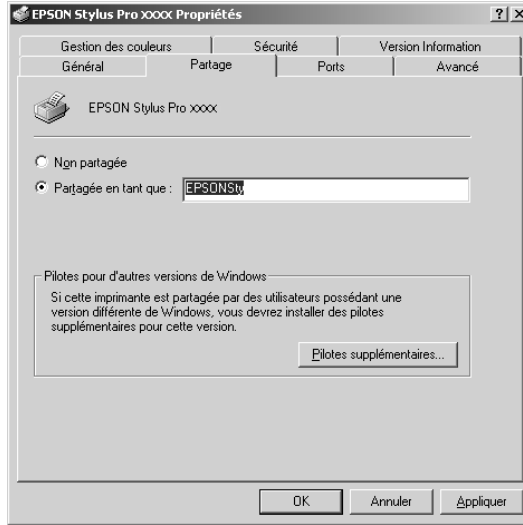 EPSON Stylus Pro xxxx Propriétés
Gestion des couleurs Sécurité Version Information
Général Partage Ports Avancé
EPSON Stylus Pro xxxx
Non partagée
Partagée en tant que : EPSONSty
Pilotes pour d'autres versions de Windows
Si cette imprimante est partagée par des utilisateurs possédant une
version différente de Windows, vous devrez installer des pilotes
supplémentaires pour cette version.
Pilotes supplémentaires...
OK Annuler Appliquer